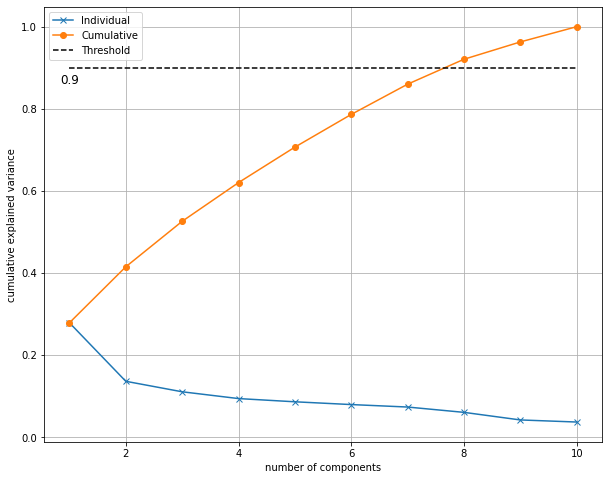 Individual
Cumulative
Threshold
1.0
0.9
0.8
0.6
0.4
0.2
0.0
cumulative explained variance
2 4 6 8 10
number of components